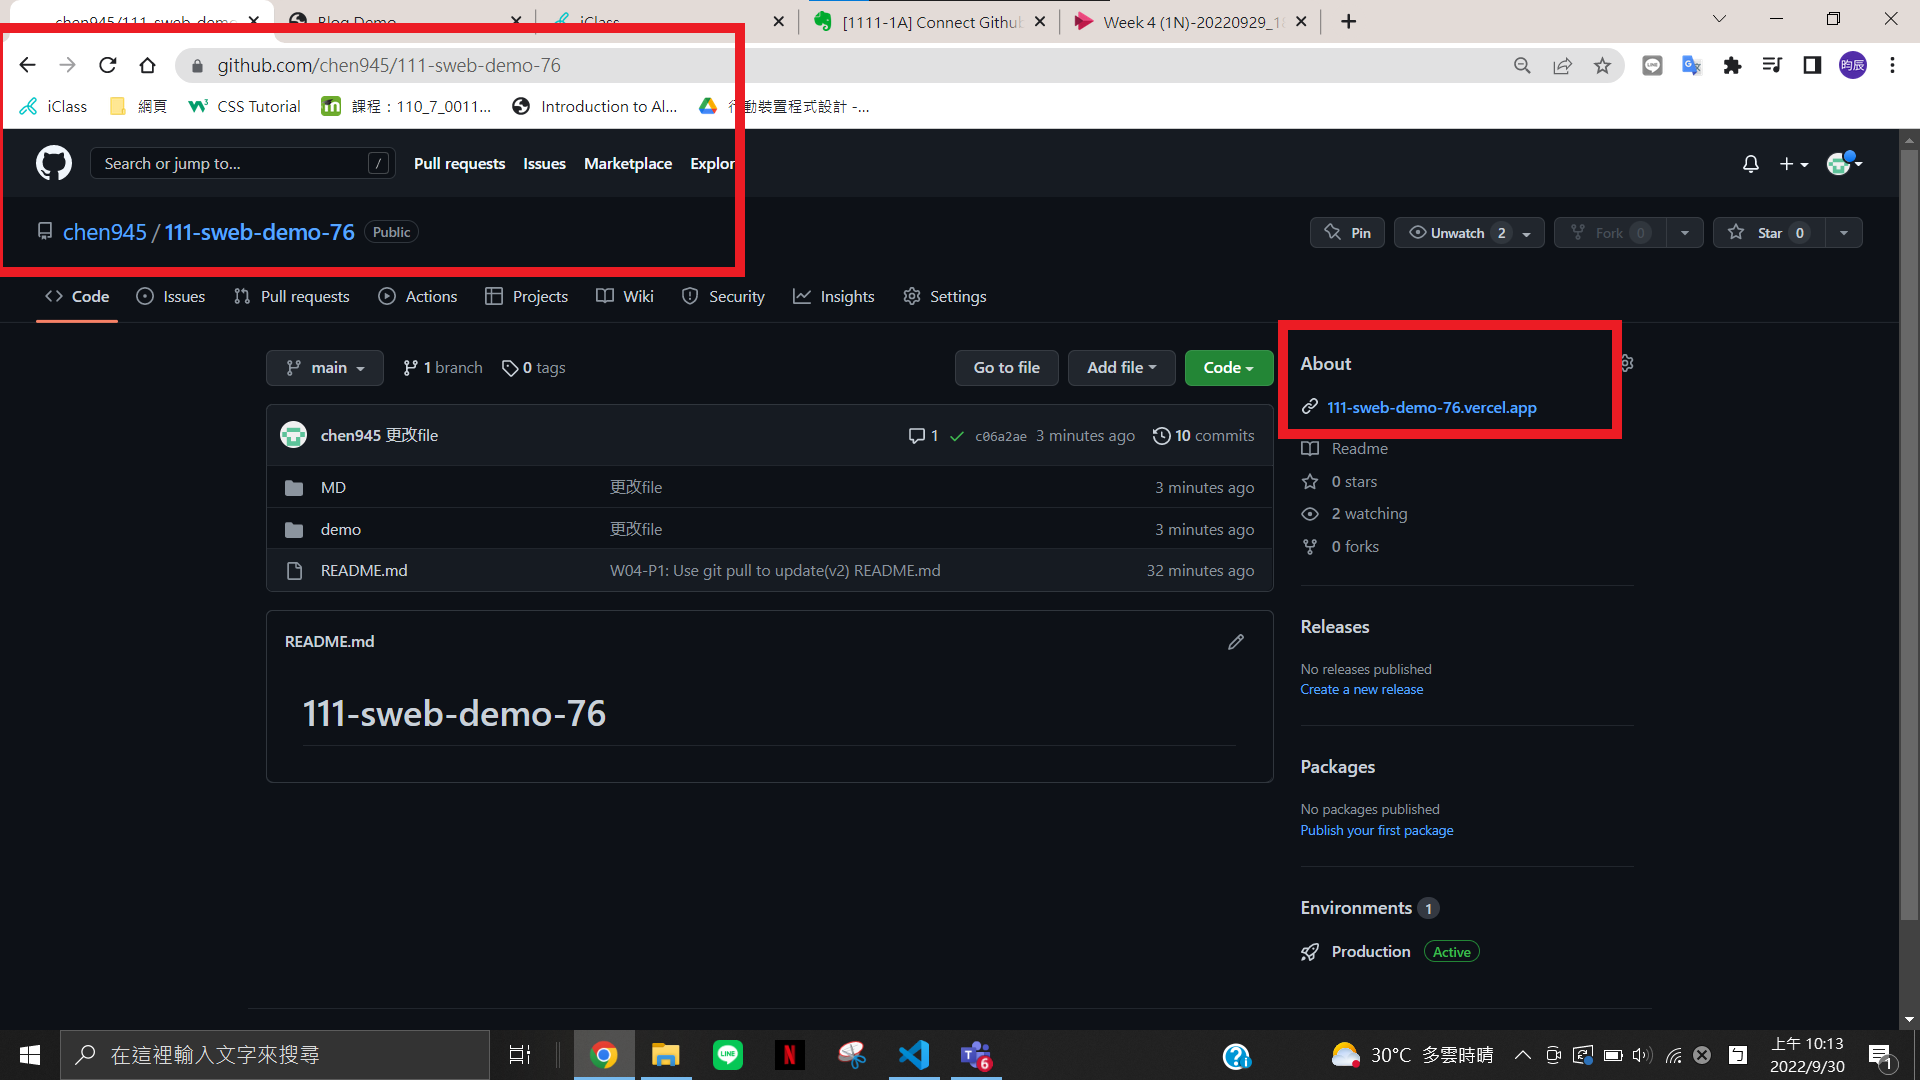 Blog Demo
iClass
[1111-1A] Connect Githu
Week 4 (1N)-20220929_1
github.com/chen945/111-sweb-demo-76
昀辰
iClass
網頁
CSS Tutorial
課程：110_7_0011...
Introduction to Al...
行動裝置程式設計 -...
Search or jump to...
/
Pull requests
Issues
Marketplace
Explor
chen945 / 111-sweb-demo-76
Public
Pin
Unwatch 2
Fork 0
Star 0
Code
Issues
Pull requests
Actions
Projects
Wiki
Security
Insights
Settings
main
1 branch
0 tags
Go to file
Add file
Code
About
111-sweb-demo-76.vercel.app
chen945 更改file
1
c06a2ae 3 minutes ago
10 commits
Readme
MD
更改file
3 minutes ago
0 stars
2 watching
demo
更改file
3 minutes ago
0 forks
README.md
W04-P1: Use git pull to update(v2) README.md
32 minutes ago
Releases
README.md
No releases published
Create a new release
111-sweb-demo-76
Packages
No packages published
Publish your first package
Environments 1
Production Active
在這裡輸入文字來搜尋
LINE
N
6
30°C 多雲時晴
上午 10:13
2022/9/30
1